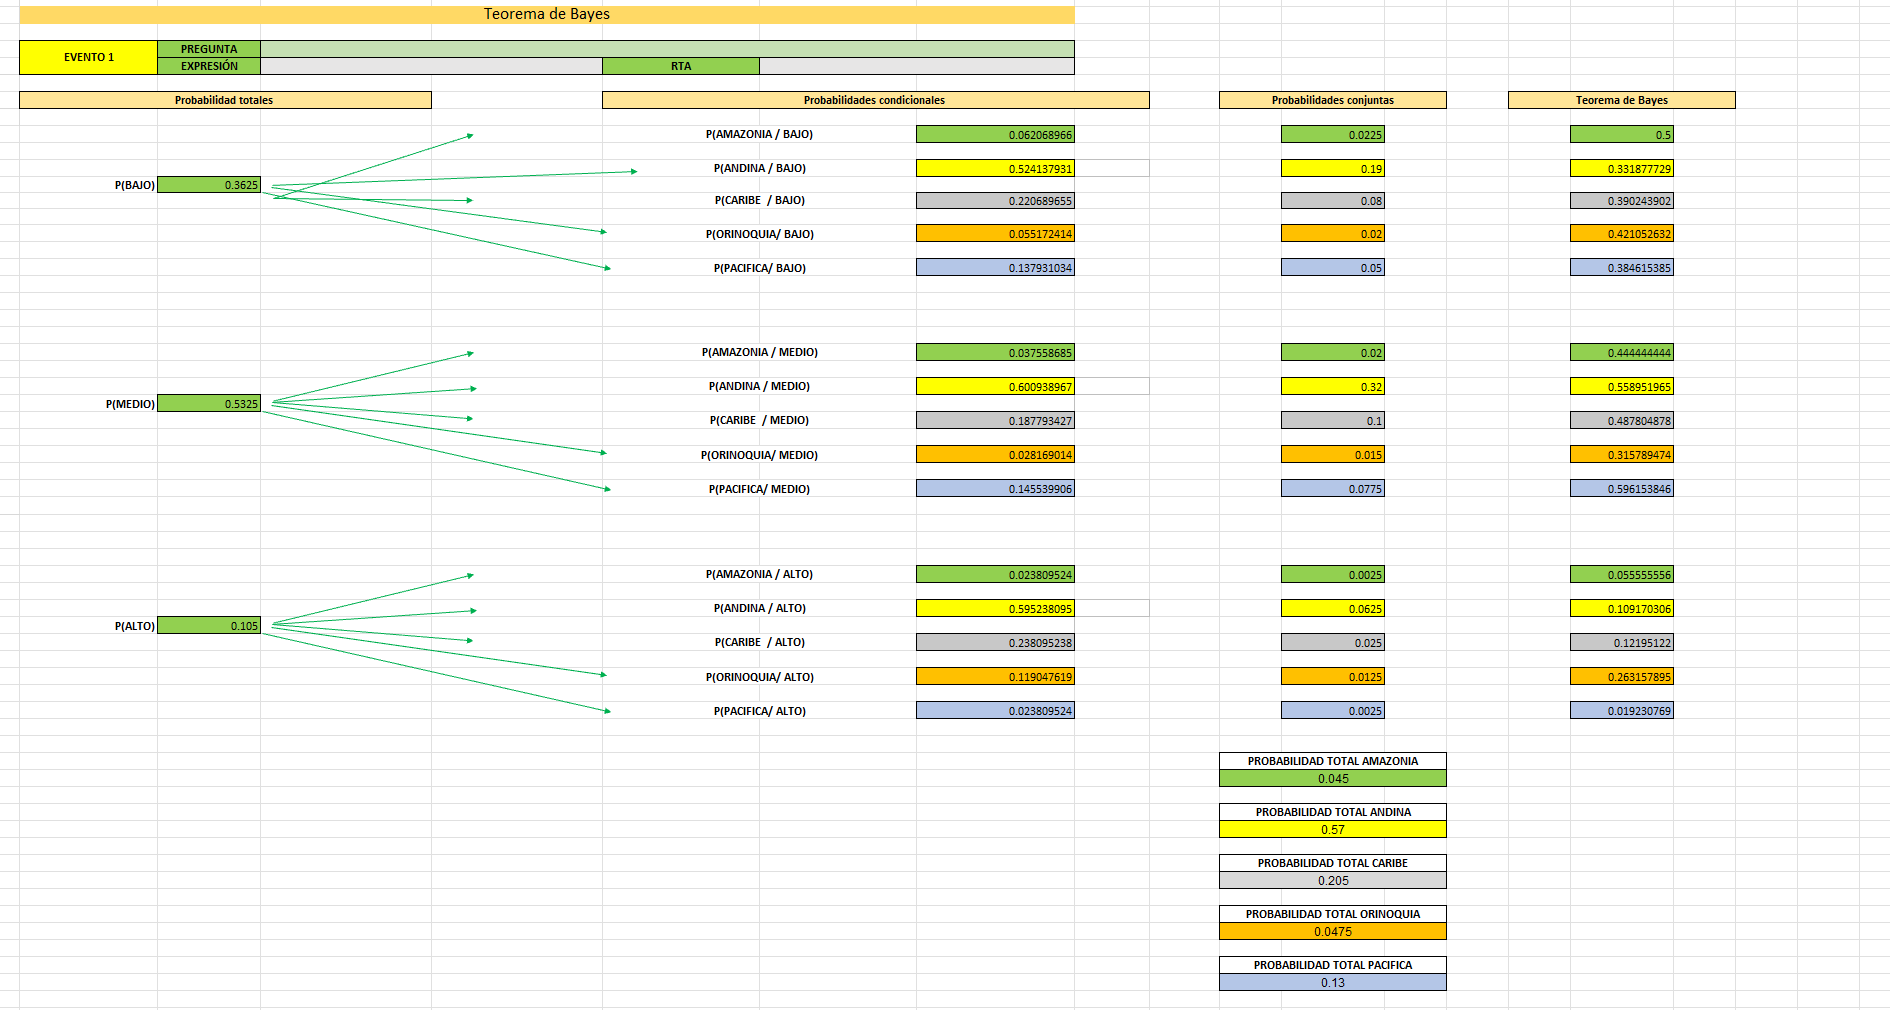 Teorema de Bayes
EVENTO 1 PREGUNTA
EXPRESIÓN RTA
Probabilidad totales Probabilidades condicionales Probabilidades conjuntas Teorema de Bayes
P(AMAZONIA / BAJO) 0.062068966 0.0225 0.5
P(ANDINA / BAJO) 0.524137931 0.19 0.331877729
P(BAJO) 0.3625
P(CARIBE / BAJO) 0.220689655 0.08 0.390243902
P(ORINOQUIA/ BAJO) 0.055172414 0.02 0.421052632
P(PACIFICA/ BAJO) 0.137931034 0.05 0.384615385
P(AMAZONIA / MEDIO) 0.037558685 0.02 0.444444444
P(ANDINA / MEDIO) 0.600938967 0.32 0.558951965
P(MEDIO) 0.5325
P(CARIBE / MEDIO) 0.187793427 0.1 0.487804878
P(ORINOQUIA/ MEDIO) 0.028169014 0.015 0.315789474
P(PACIFICA/ MEDIO) 0.145539906 0.0775 0.596153846
P(AMAZONIA / ALTO) 0.023809524 0.0025 0.055555556
P(ANDINA / ALTO) 0.595238095 0.0625 0.109170306
P(ALTO) 0.105
P(CARIBE / ALTO) 0.238095238 0.025 0.12195122
P(ORINOQUIA/ ALTO) 0.119047619 0.0125 0.263157895
P(PACIFICA/ ALTO) 0.023809524 0.0025 0.019230769
PROBABILIDAD TOTAL AMAZONIA
0.045
PROBABILIDAD TOTAL ANDINA
0.57
PROBABILIDAD TOTAL CARIBE
0.205
PROBABILIDAD TOTAL ORINOQUIA
0.0475
PROBABILIDAD TOTAL PACIFICA
0.13